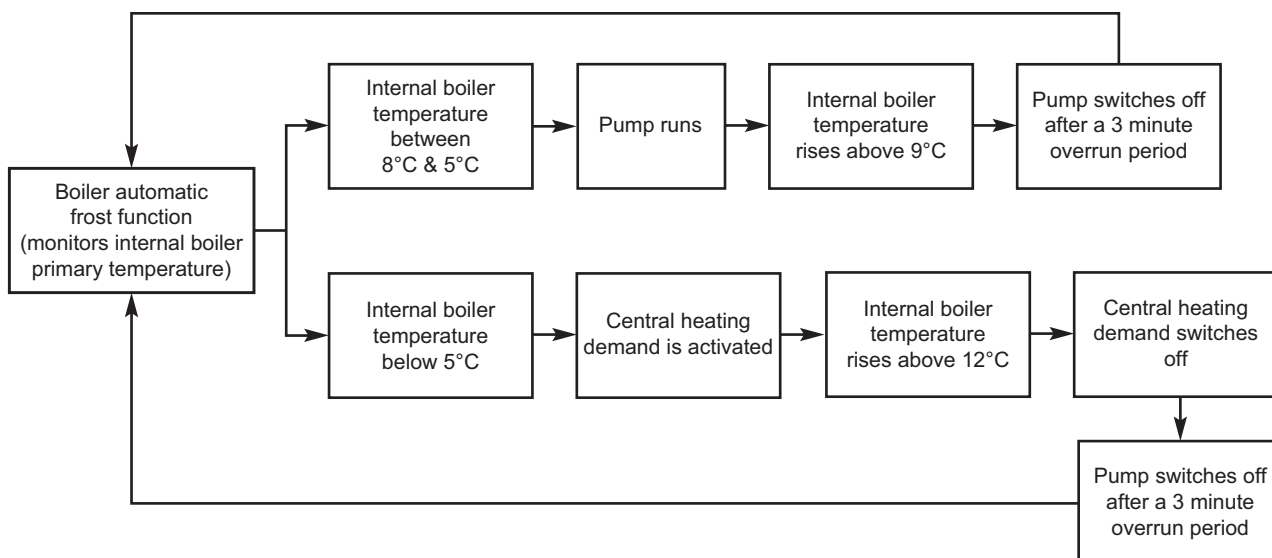 Boiler automatic
frost function
(monitors internal boiler
primary temperature)
Internal boiler
temperature
between
8°C & 5°C
Pump runs
Internal boiler
temperature
rises above 9°C
Pump switches off
after a 3 minute
overrun period
Internal boiler
temperature
below 5°C
Central heating
demand is activated
Internal boiler
temperature
rises above 12°C
Central heating
demand switches
off
Pump switches off
after a 3 minute
overrun period